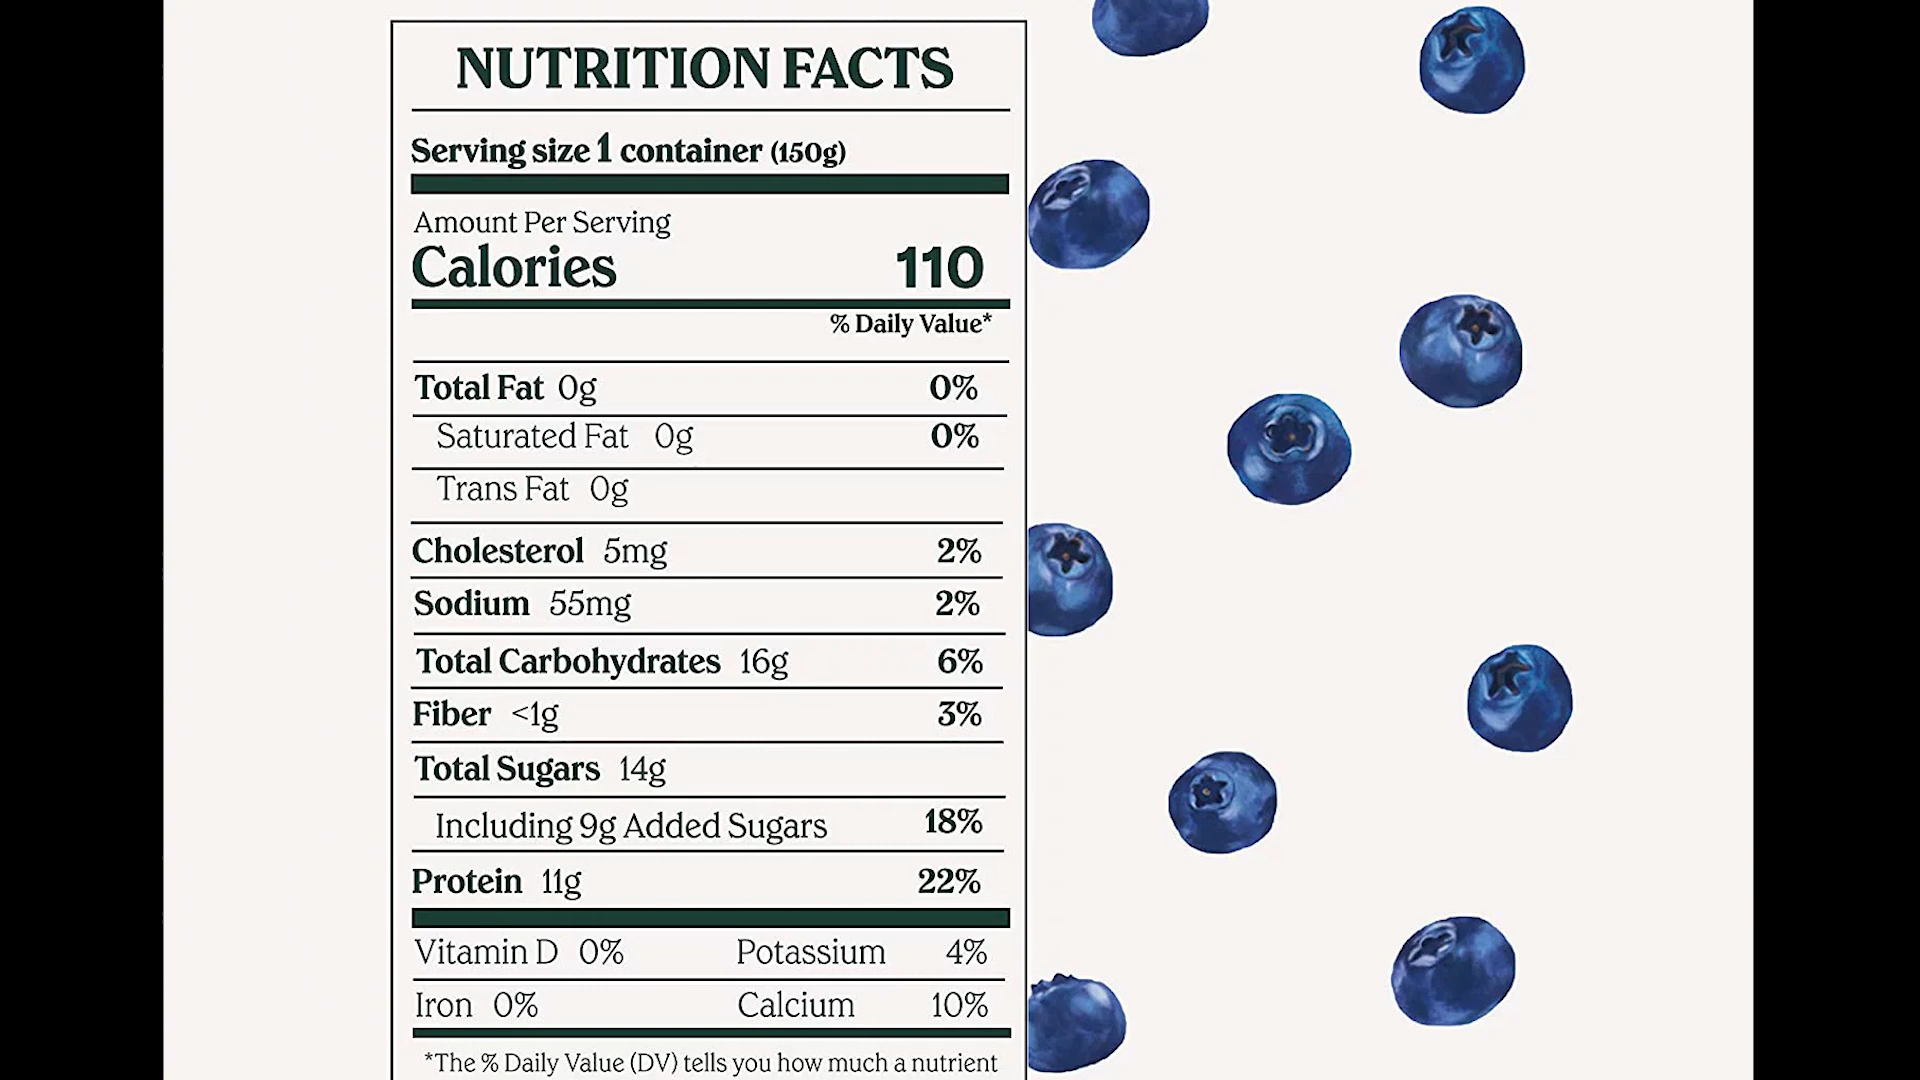 NUTRITION FACTS
Serving size 1 container (150g)
Amount Per Serving
Calories 110
% Daily Value*
Total Fat 0g 0%
Saturated Fat 0g 0%
Trans Fat 0g
Cholesterol 5mg 2%
Sodium 55mg 2%
Total Carbohydrates 16g 6%
Fiber <1g 3%
Total Sugars 14g
Including 9g Added Sugars 18%
Protein 11g 22%
Vitamin D 0% Potassium 4%
Iron 0% Calcium 10%
*The % Daily Value (DV) tells you how much a nutrient